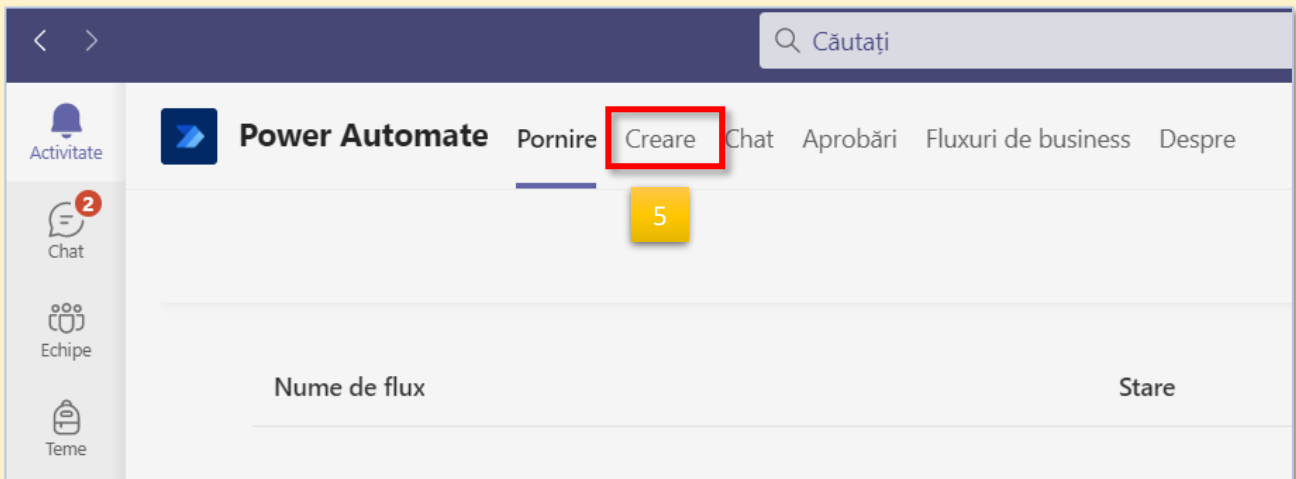 Căutați
Activitate
Power Automate Pornire Creare Chat Aprobări Fluxuri de business Despre
5
2
Chat
Echipe
Nume de flux Stare
Teme